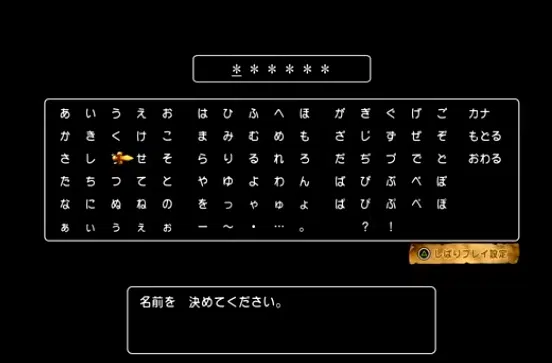 ＊＊＊＊＊＊
あ い う え お は ひ ふ へ ほ が ぎ ぐ げ ご カナ
か き く け こ ま み む め も ざ じ ず ぜ ぞ もどる
さ し せ そ ら り る れ ろ だ ぢ づ で ど おわる
た ち つ て と や ゆ よ わ ん ば び ぶ べ ぼ
な に ぬ ね の を っ ゃ ゅ ょ ぱ ぴ ぷ ぺ ぽ
ぁ ぃ ぅ ぇ ぉ ー ～ ・ … 。 ？ ！
しばりプレイ設定
名前を 決めてください。